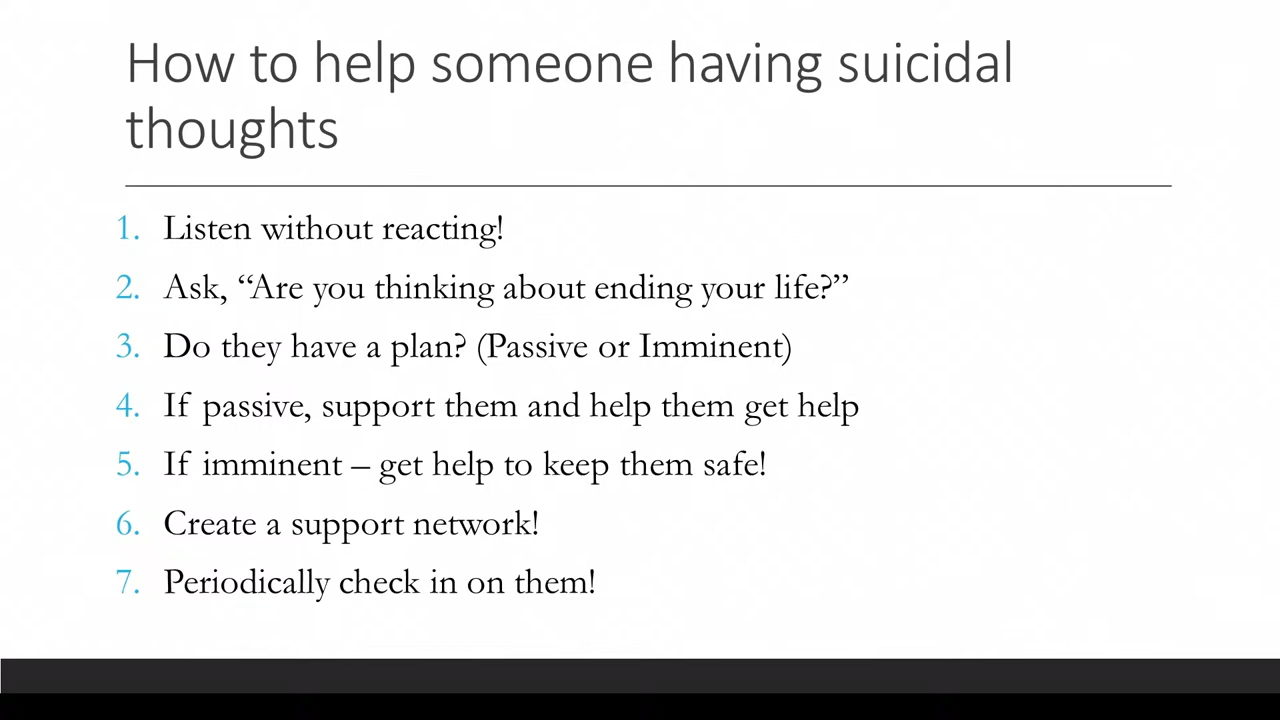 How to help someone having suicidal
thoughts
1. Listen without reacting!
2. Ask, “Are you thinking about ending your life?”
3. Do they have a plan? (Passive or Imminent)
4. If passive, support them and help them get help
5. If imminent – get help to keep them safe!
6. Create a support network!
7. Periodically check in on them!